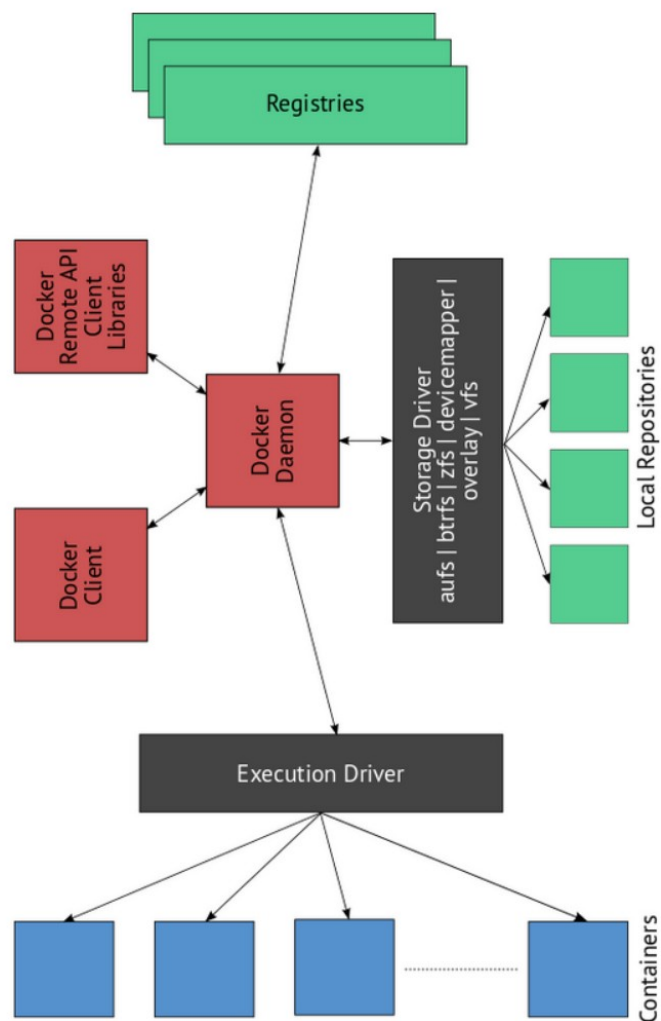 Registries
Docker
Remote API
Client
Libraries
Docker
Client
Docker
Daemon
Storage Driver
aufs | btrfs | zfs | devicemapper |
overlay | vfs
Local Repositories
Execution Driver
Containers